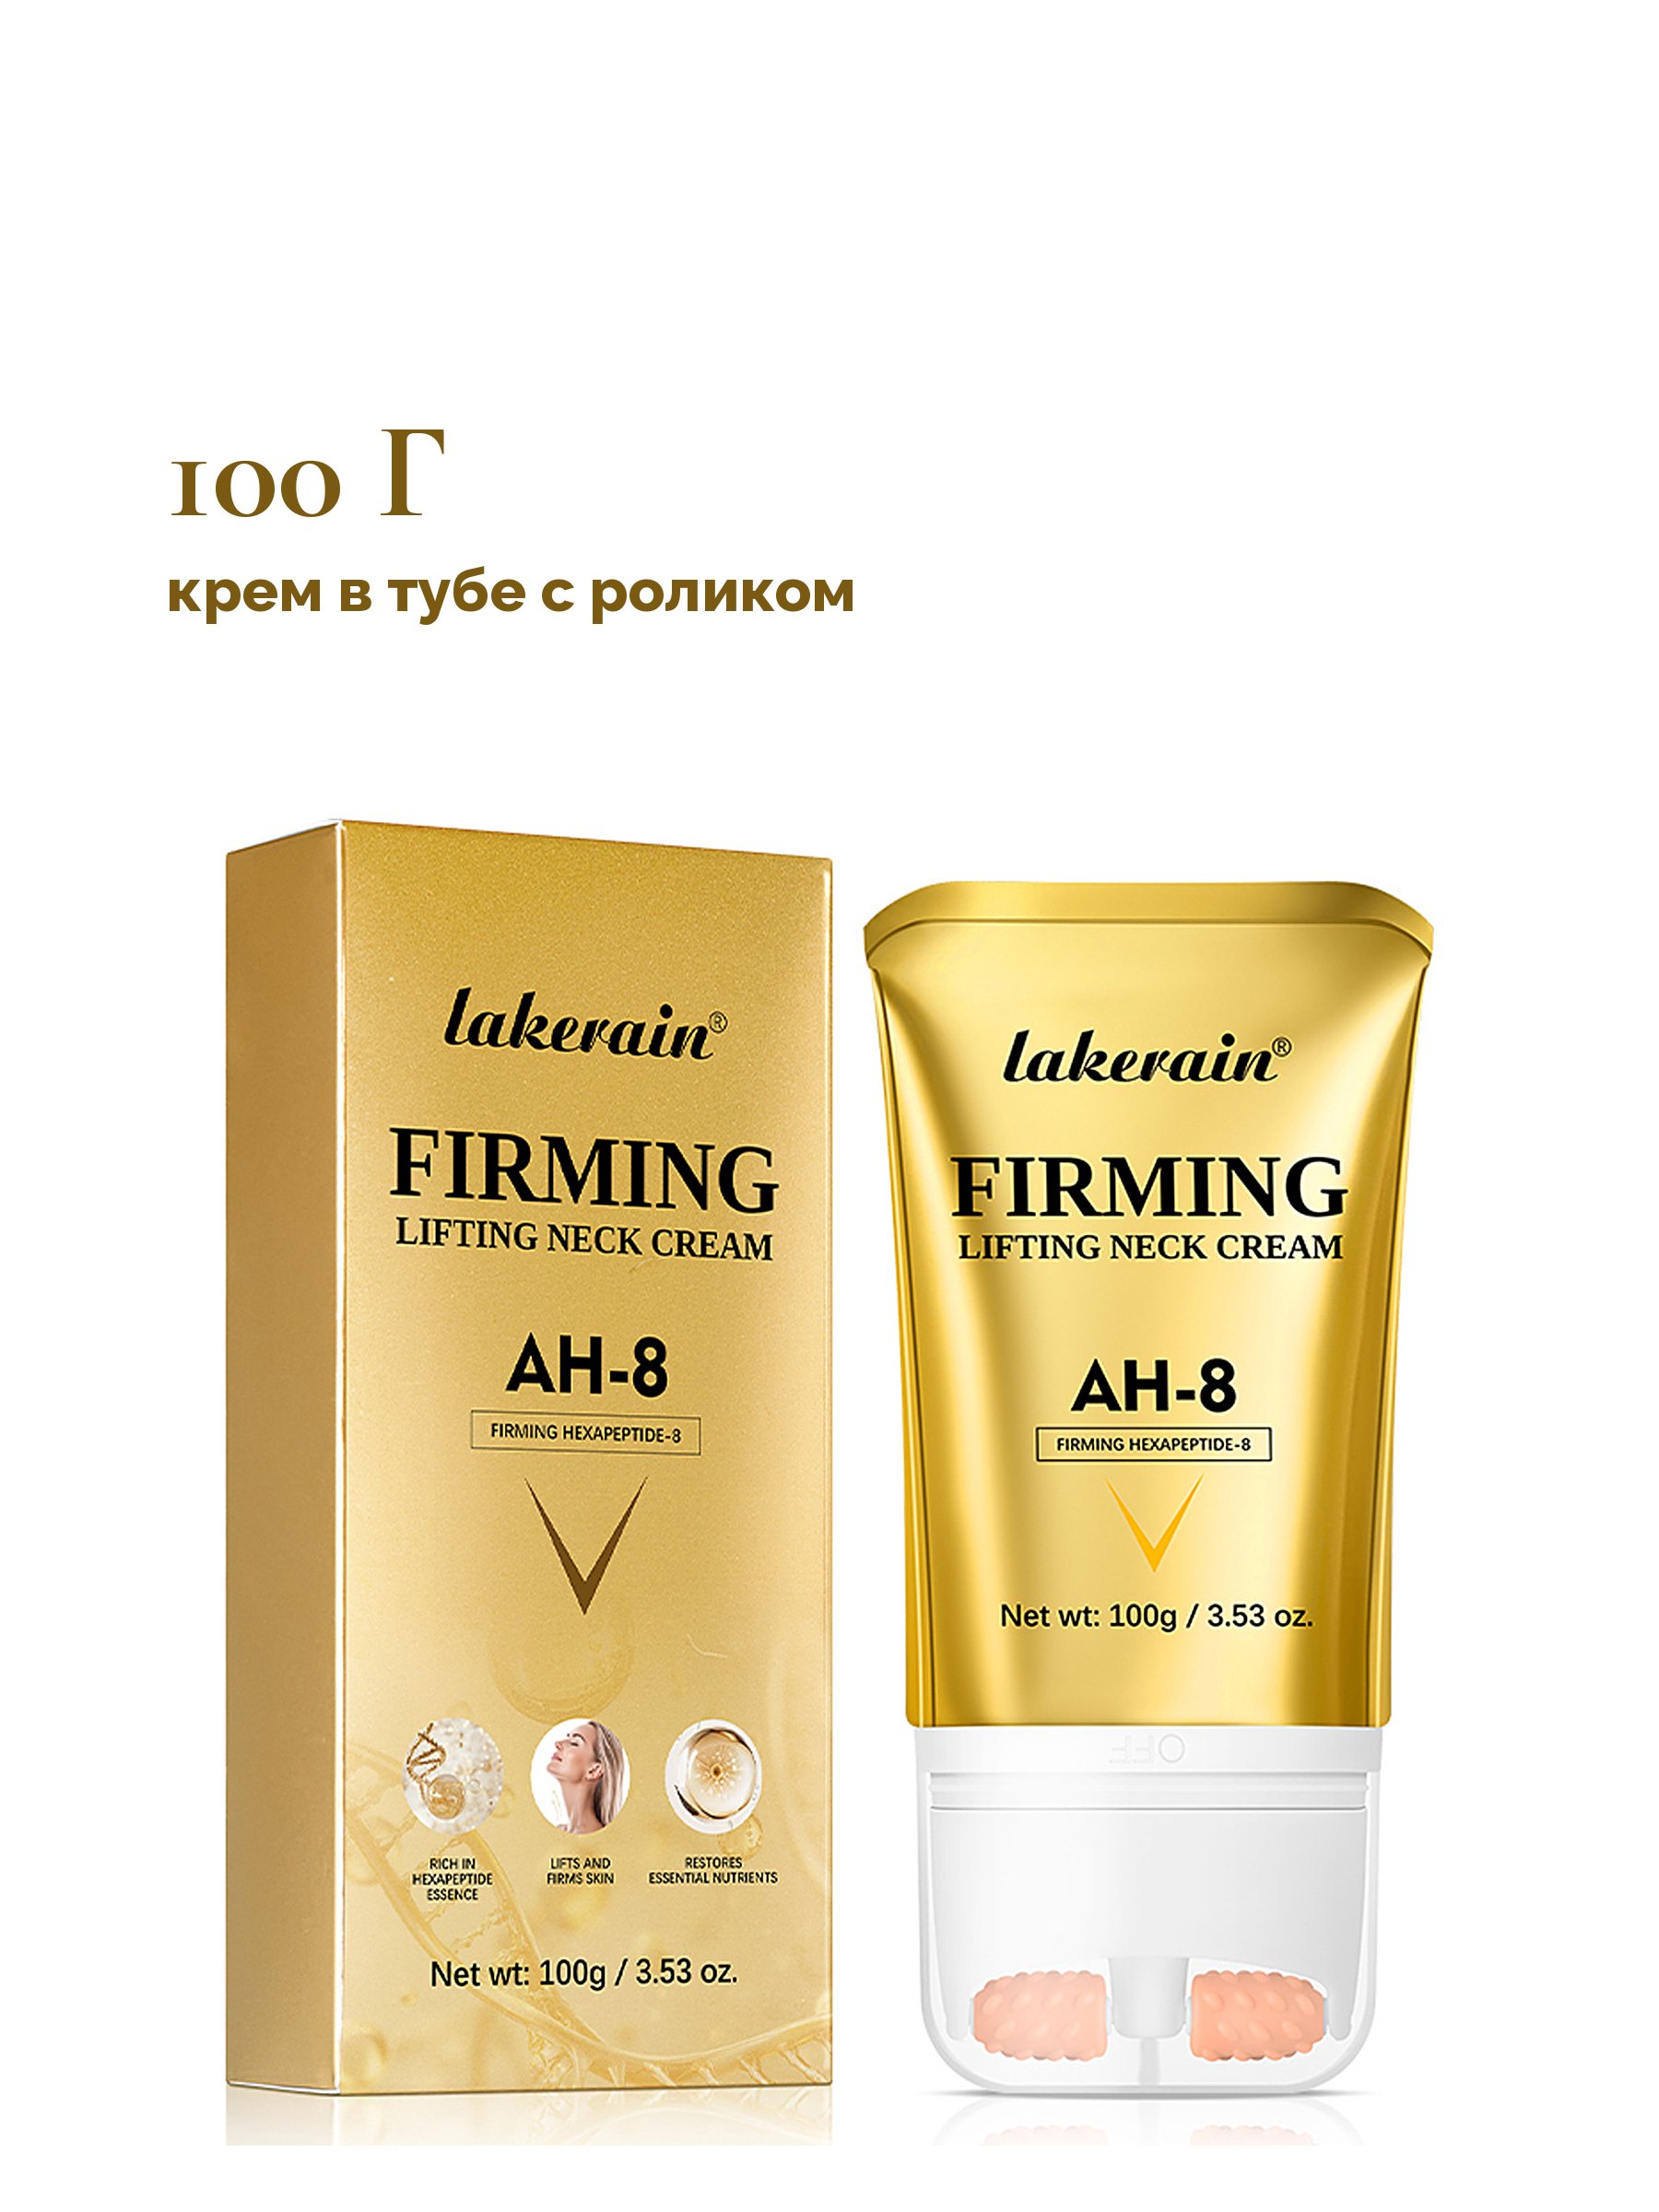 100 Г
крем в тубе с роликом
lakerain®
FIRMING
LIFTING NECK CREAM
AH-8
FIRMING HEXAPEPTIDE-8
RICH IN
HEXAPEPTIDE
ESSENCE
LIFTS AND
FIRMS SKIN
RESTORES
ESSENTIAL NUTRIENTS
Net wt: 100g / 3.53 oz.
lakerain®
FIRMING
LIFTING NECK CREAM
AH-8
FIRMING HEXAPEPTIDE-8
Net wt: 100g / 3.53 oz.
OFF